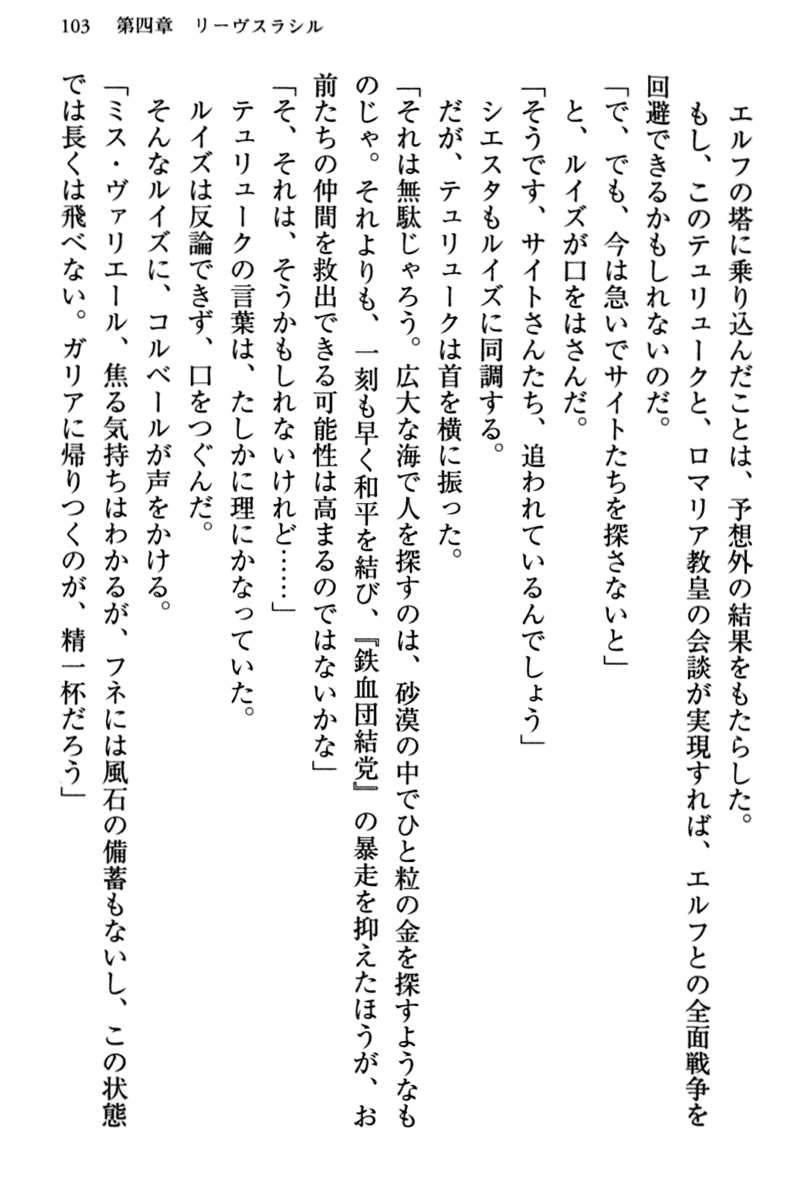 103　第四章　リーヴスラシル
　エルフの塔に乗り込んだことは、予想外の結果をもたらした。
　もし、このテュリュークと、ロマリア教皇の会談が実現すれば、エルフとの全面戦争を
回避できるかもしれないのだ。
「で、でも、今は急いでサイトたちを探さないと」
　と、ルイズが口をはさんだ。
「そうです、サイトさんたち、追われているんでしょう」
　シエスタもルイズに同調する。
　だが、テュリュークは首を横に振った。
「それは無駄じゃろう。広大な海で人を探すのは、砂漠の中でひと粒の金を探すようなも
のじゃ。それよりも、一刻も早く和平を結び、『鉄血団結党』の暴走を抑えたほうが、お
前たちの仲間を救出できる可能性は高まるのではないかな」
「そ、それは、そうかもしれないけれど……」
　テュリュークの言葉は、たしかに理にかなっていた。
　ルイズは反論できず、口をつぐんだ。
　そんなルイズに、コルベールが声をかける。
「ミス・ヴァリエール、焦る気持ちはわかるが、フネには風石の備蓄もないし、この状態
では長くは飛べない。ガリアに帰りつくのが、精一杯だろう」